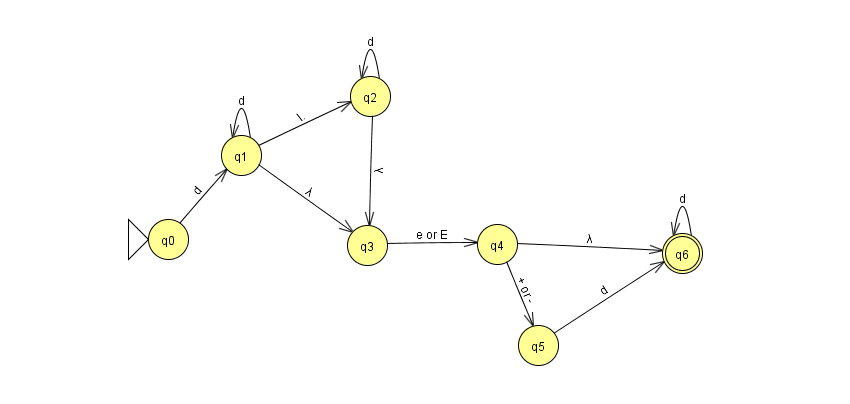 d
q2
d
l.
q1
λ
λ
d
q0
q3
e or E
q4
λ
d
q6
+ or -
d
q5